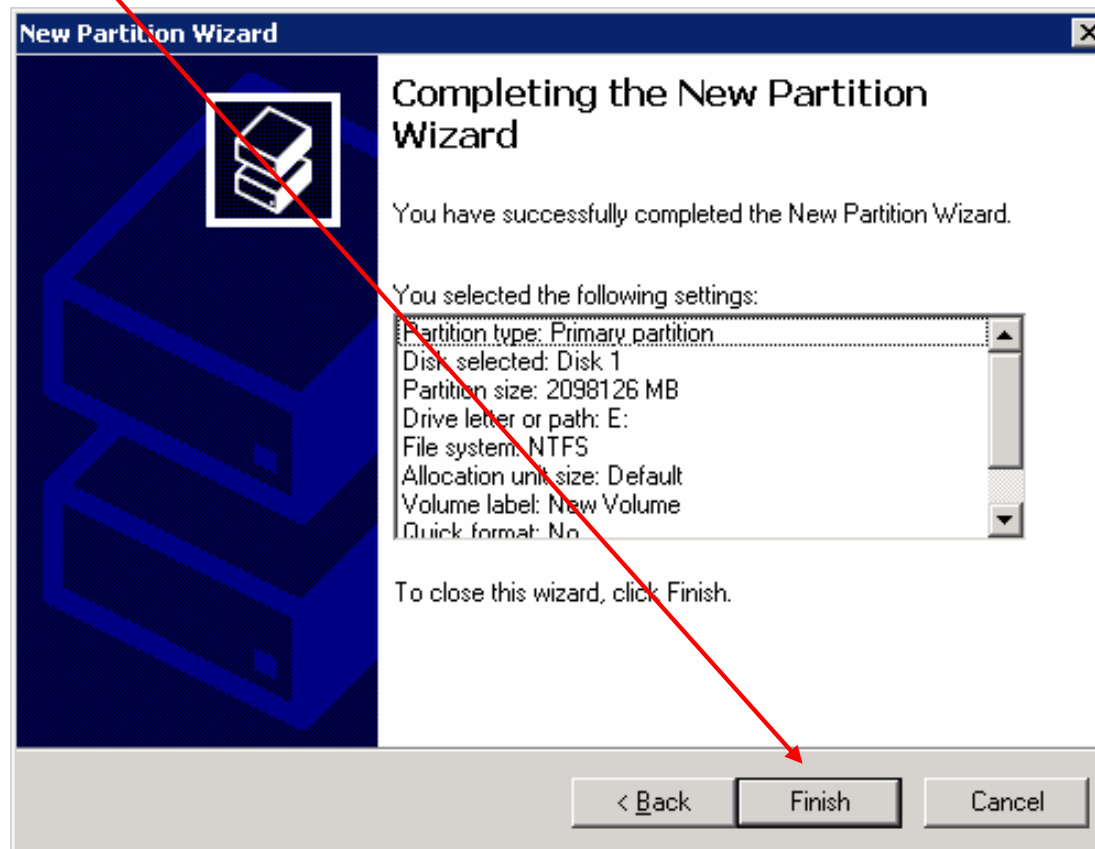 New Partition Wizard
Completing the New Partition
Wizard
You have successfully completed the New Partition Wizard.
You selected the following settings:
Partition type: Primary partition
Disk selected: Disk 1
Partition size: 2098126 MB
Drive letter or path: E:
File system: NTFS
Allocation unit size: Default
Volume label: New Volume
Quick format: No
To close this wizard, click Finish.
< Back
Finish
Cancel